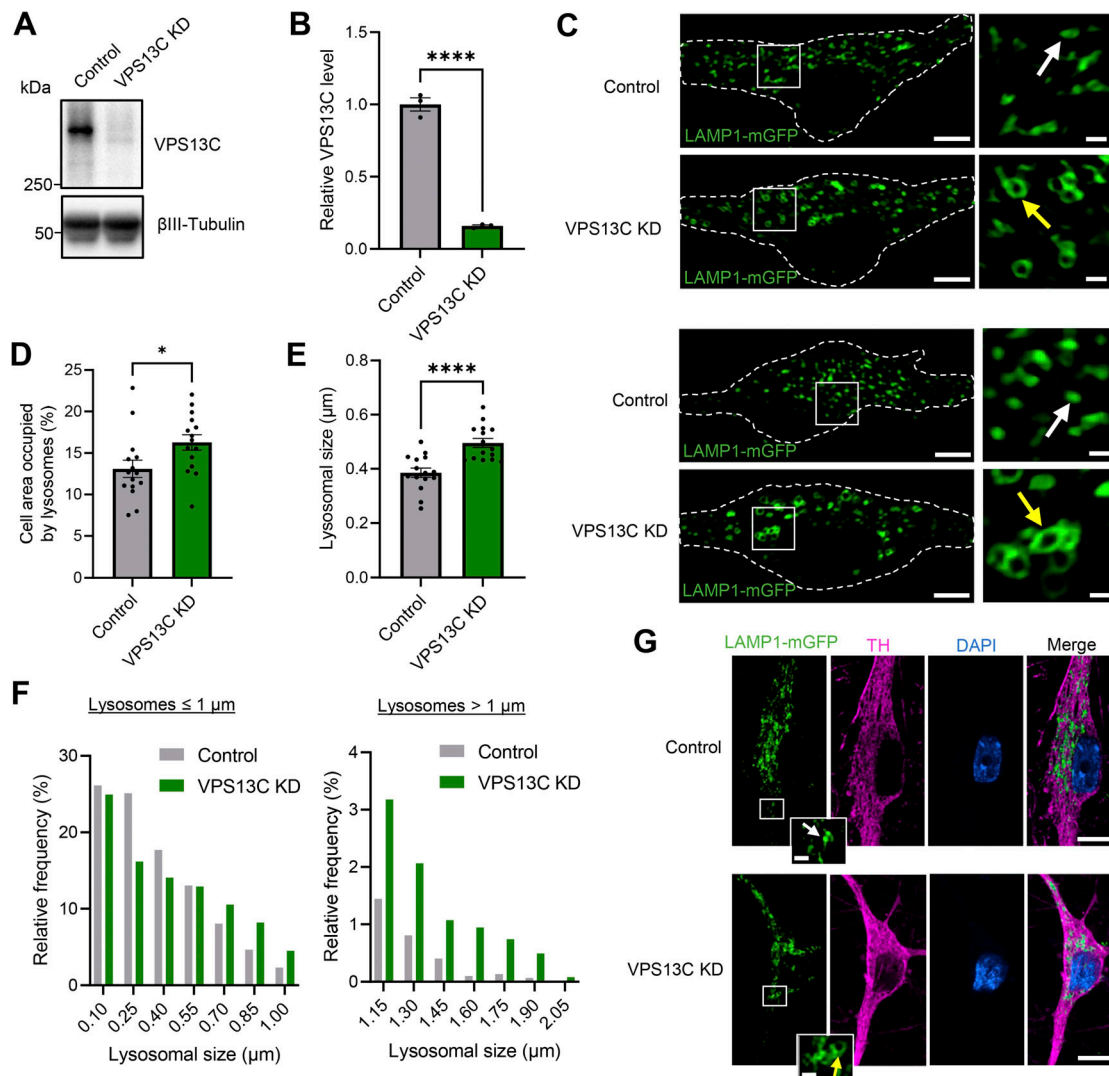 A
Control
VPS13C KD
kDa
VPS13C
250
50
βIII-Tubulin
B
Relative VPS13C level
1.5
1.0
0.5
0.0
****
Control
VPS13C KD
C
Control
LAMP1-mGFP
VPS13C KD
LAMP1-mGFP
Control
LAMP1-mGFP
VPS13C KD
LAMP1-mGFP
D
Cell area occupied
by lysosomes (%)
25
20
15
10
5
0
*
Control
VPS13C KD
E
Lysosomal size (µm)
0.8
0.6
0.4
0.2
0.0
****
Control
VPS13C KD
F
Lysosomes ≤ 1 µm
Control
VPS13C KD
Relative frequency (%)
30
20
10
0
0.10 0.25 0.40 0.55 0.70 0.85 1.00
Lysosomal size (µm)
Lysosomes > 1 µm
Control
VPS13C KD
Relative frequency (%)
4
3
2
1
0
1.15 1.30 1.45 1.60 1.75 1.90 2.05
Lysosomal size (µm)
G
LAMP1-mGFP TH DAPI Merge
Control
VPS13C KD